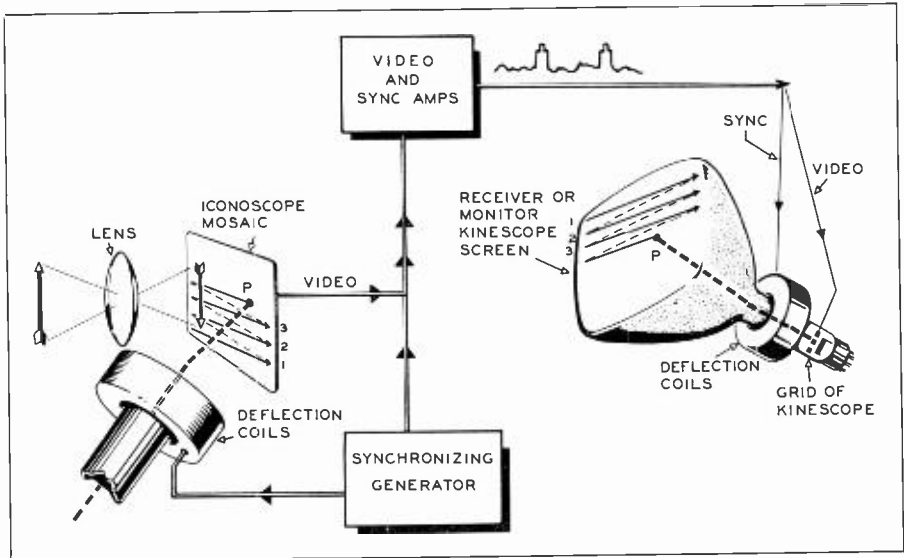 VIDEO
AND
SYNC AMPS
SYNC
VIDEO
RECEIVER OR
MONITOR
KINESCOPE
SCREEN
1
2
3
P
ICONOSCOPE
MOSAIC
LENS
P
VIDEO
3
2
1
DEFLECTION
COILS
DEFLECTION
COILS
GRID OF
KINESCOPE
SYNCHRONIZING
GENERATOR